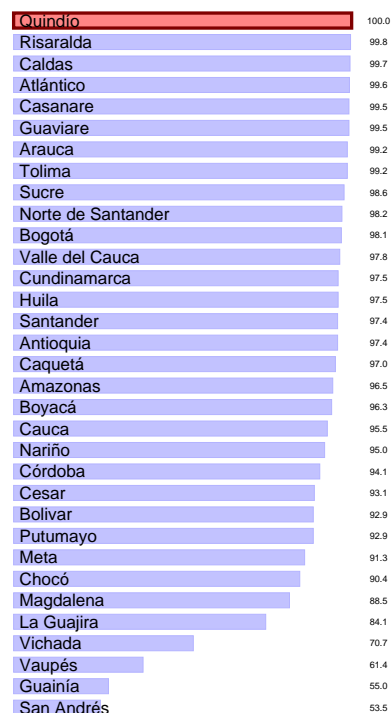 Quindío 100.0
Risaralda 99.8
Caldas 99.7
Atlántico 99.6
Casanare 99.5
Guaviare 99.5
Arauca 99.2
Tolima 99.2
Sucre 98.6
Norte de Santander 98.2
Bogotá 98.1
Valle del Cauca 97.8
Cundinamarca 97.5
Huila 97.5
Santander 97.4
Antioquia 97.4
Caquetá 97.0
Amazonas 96.5
Boyacá 96.3
Cauca 95.5
Nariño 95.0
Córdoba 94.1
Cesar 93.1
Bolivar 92.9
Putumayo 92.9
Meta 91.3
Chocó 90.4
Magdalena 88.5
La Guajira 84.1
Vichada 70.7
Vaupés 61.4
Guainía 55.0
San Andrés 53.5